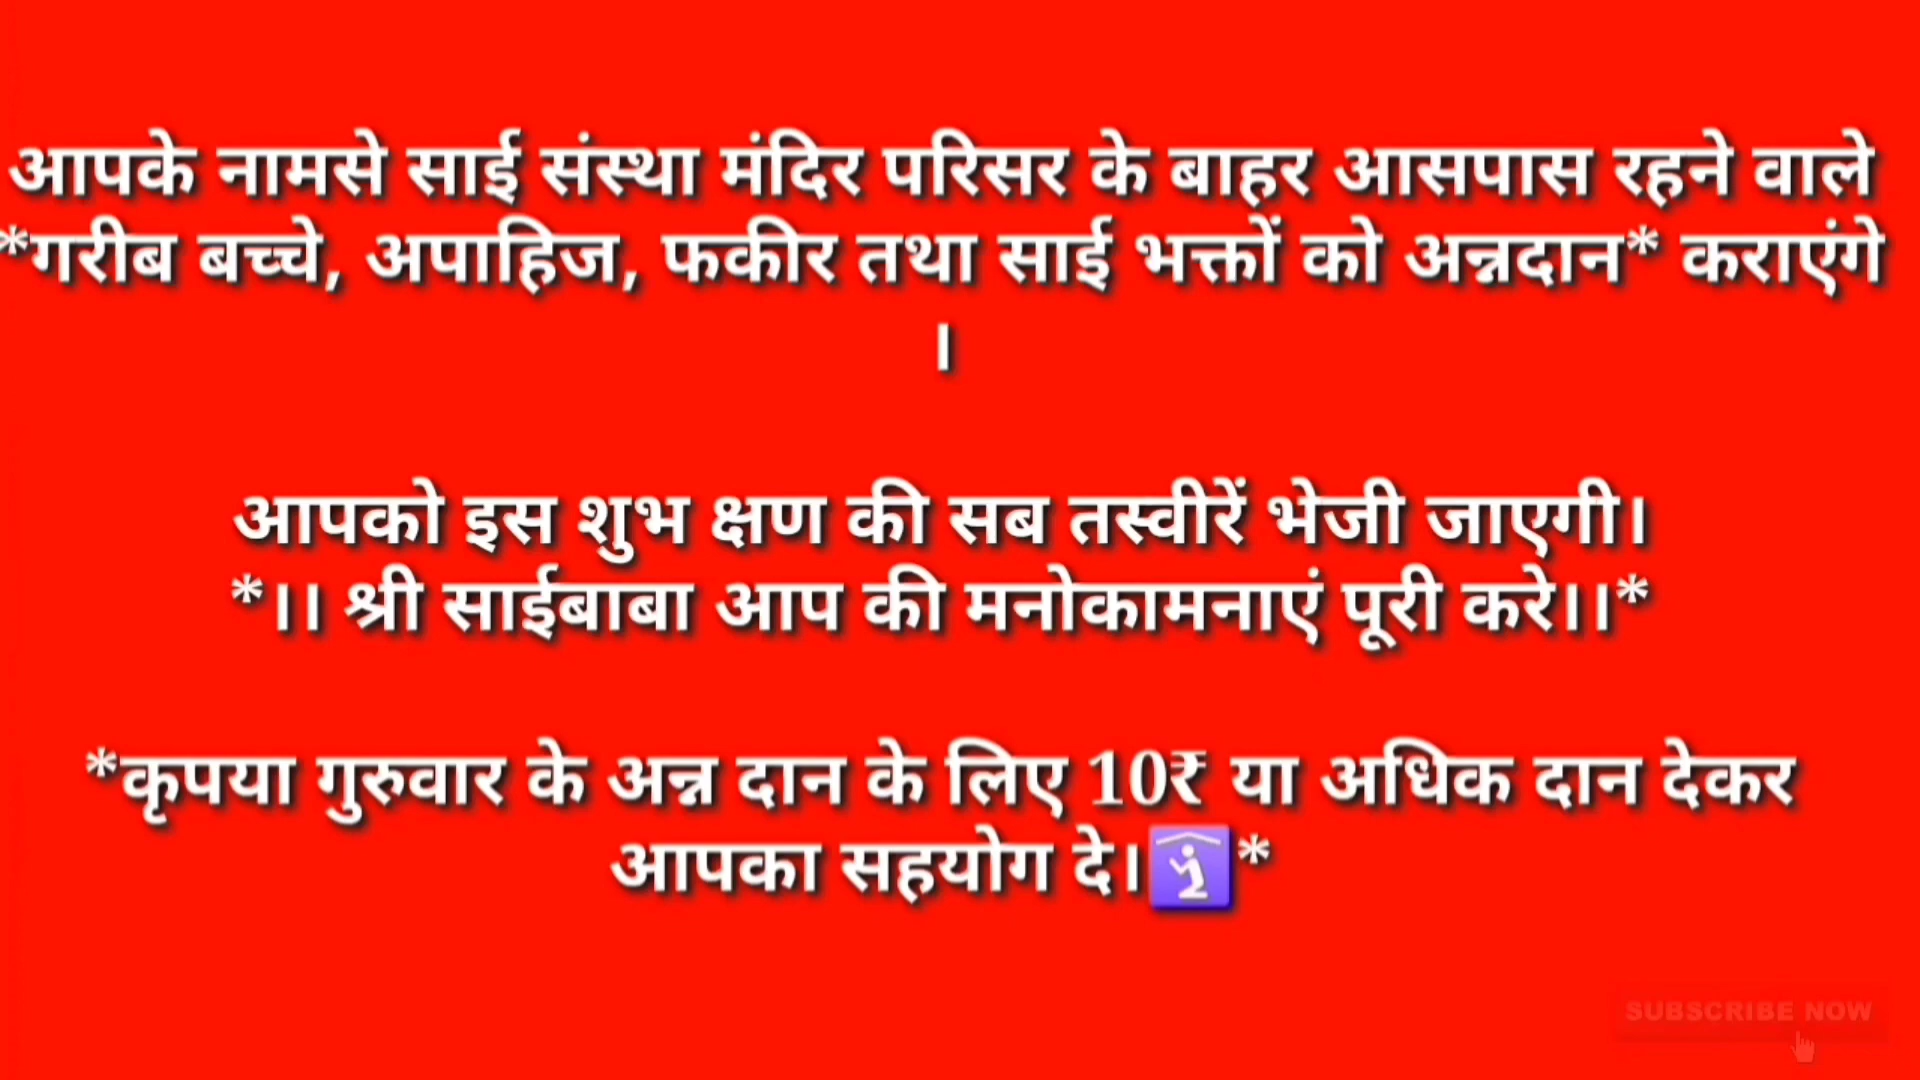 आपके नामसे साई संस्था मंदिर परिसर के बाहर आसपास रहने वाले
*गरीब बच्चे, अपाहिज, फकीर तथा साई भक्तों को अन्नदान* कराएंगे
।
आपको इस शुभ क्षण की सब तस्वीरें भेजी जाएगी।
*।। श्री साईबाबा आप की मनोकामनाएं पूरी करे।।*
*कृपया गुरुवार के अन्न दान के लिए 10₹ या अधिक दान देकर
आपका सहयोग दे।🛐*
SUBSCRIBE NOW